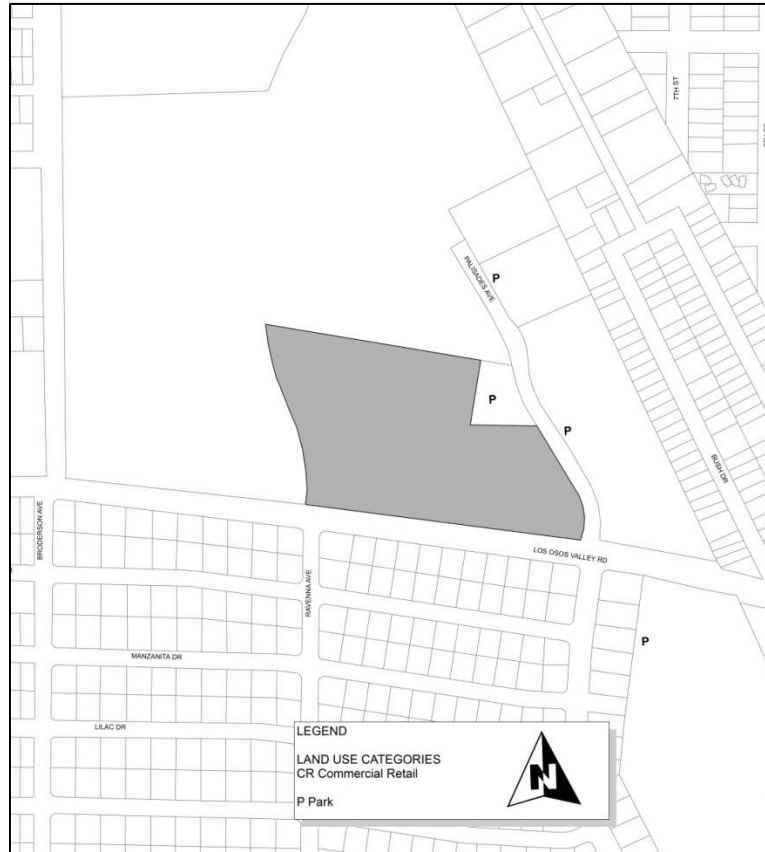 7TH ST
PALISADES AVE
P
P
P
BUSH DR
BRODERSON AVE
LOS OSOS VALLEY RD
RAVENNA AVE
P
MANZANITA DR
LILAC DR
LEGEND
LAND USE CATEGORIES
CR Commercial Retail
P Park
N